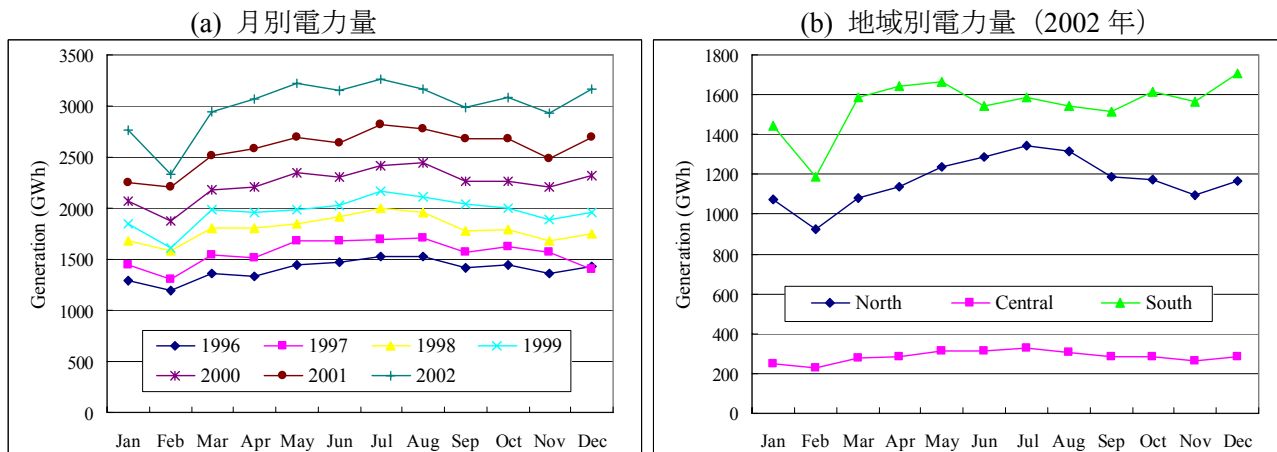 (a) 月別電力量
Generation (GWh)
3500
3000
2500
2000
1500
1000
500
0
1996 1997 1998 1999
2000 2001 2002
Jan Feb Mar Apr May Jun Jul Aug Sep Oct Nov Dec
(b) 地域別電力量（2002 年）
Generation (GWh)
1800
1600
1400
1200
1000
800
600
400
200
0
North Central South
Jan Feb Mar Apr May Jun Jul Aug Sep Oct Nov Dec